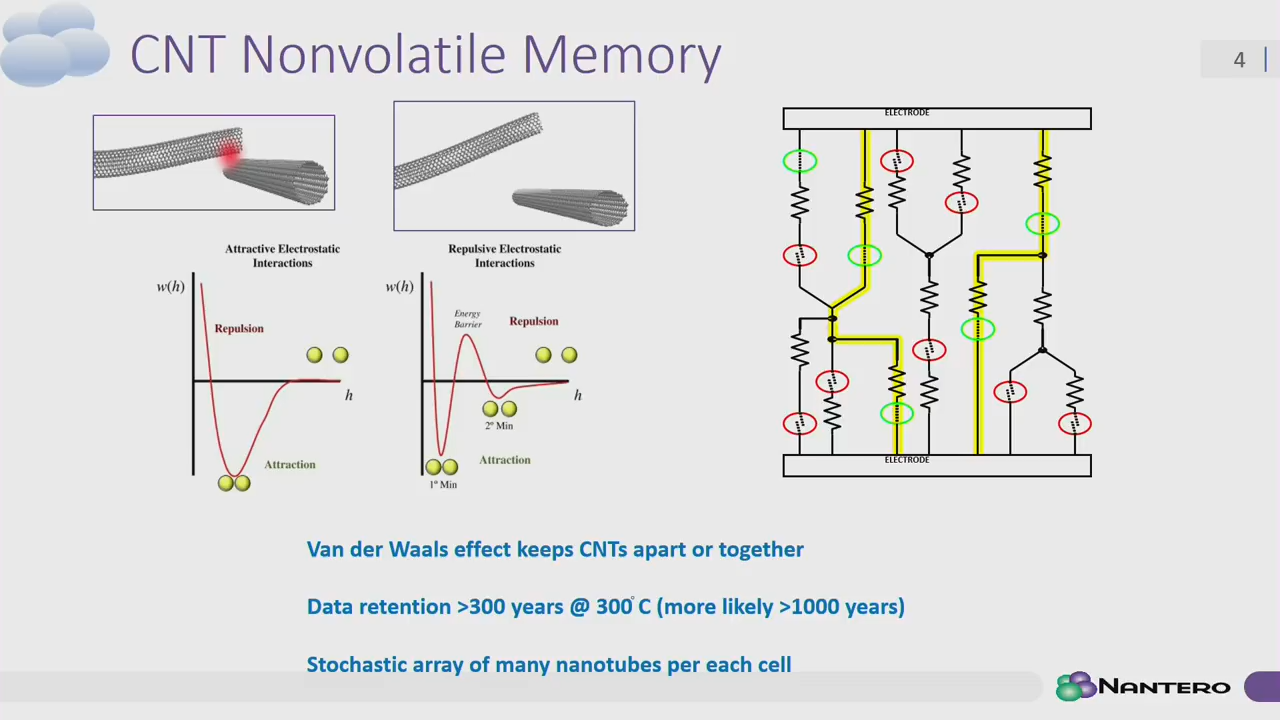 CNT Nonvolatile Memory
4
Attractive Electrostatic
Interactions
w(h)
Repulsion
h
Attraction
Repulsive Electrostatic
Interactions
w(h)
Energy
Barrier
Repulsion
h
2º Min
Attraction
1º Min
ELECTRODE
ELECTRODE
Van der Waals effect keeps CNTs apart or together
Data retention >300 years @ 300°C (more likely >1000 years)
Stochastic array of many nanotubes per each cell
NANTERO